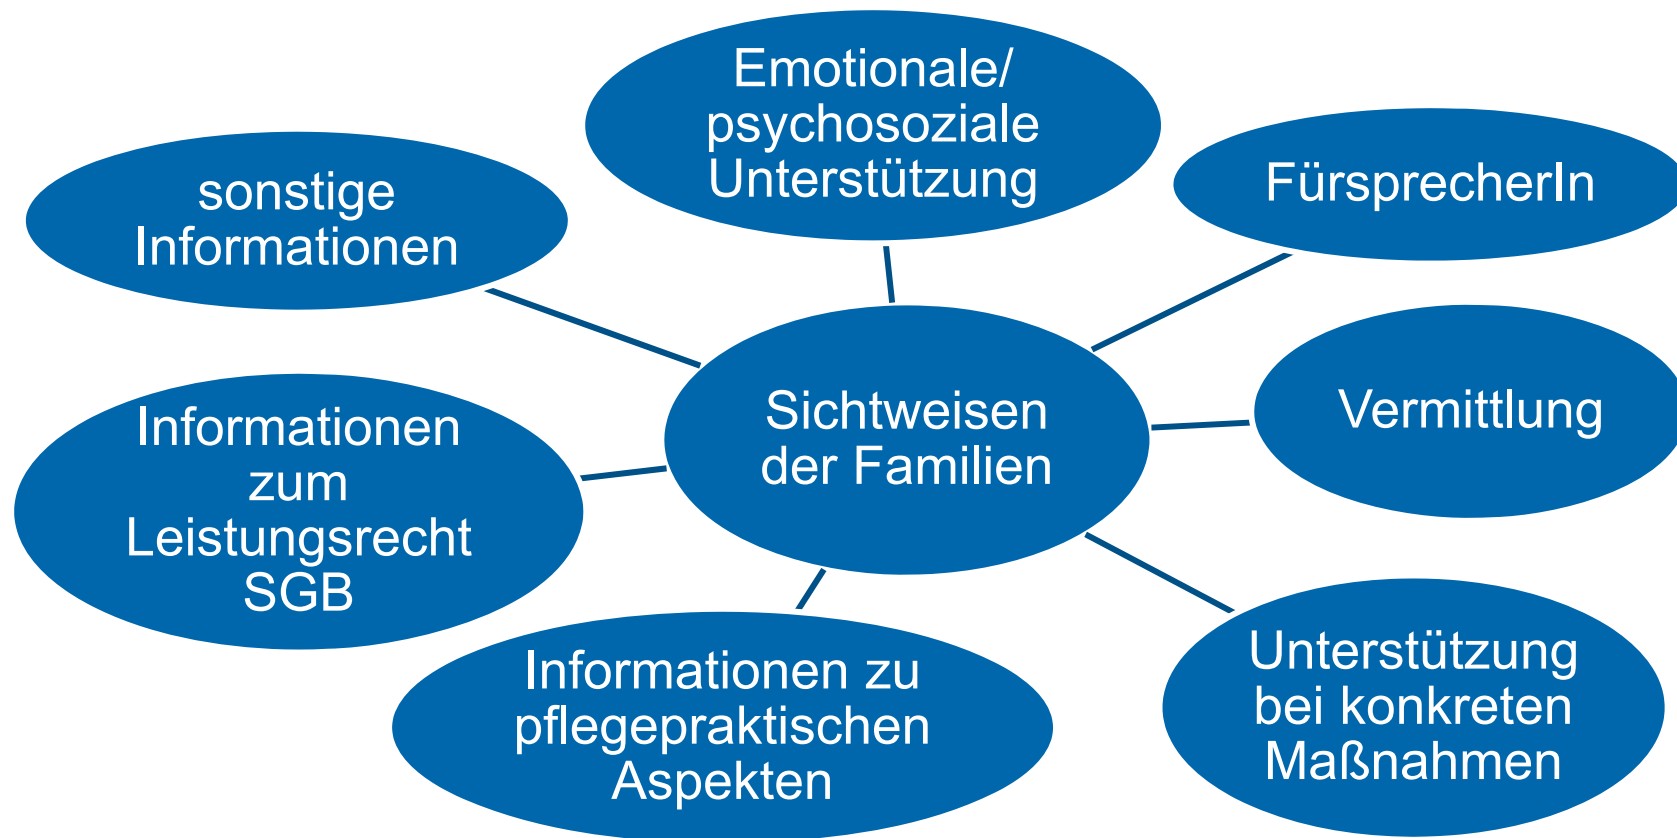 Emotionale/
psychosoziale
Unterstützung
FürsprecherIn
sonstige
Informationen
Sichtweisen
der Familien
Vermittlung
Informationen
zum
Leistungsrecht
SGB
Informationen zu
pflegepraktischen
Aspekten
Unterstützung
bei konkreten
Maßnahmen